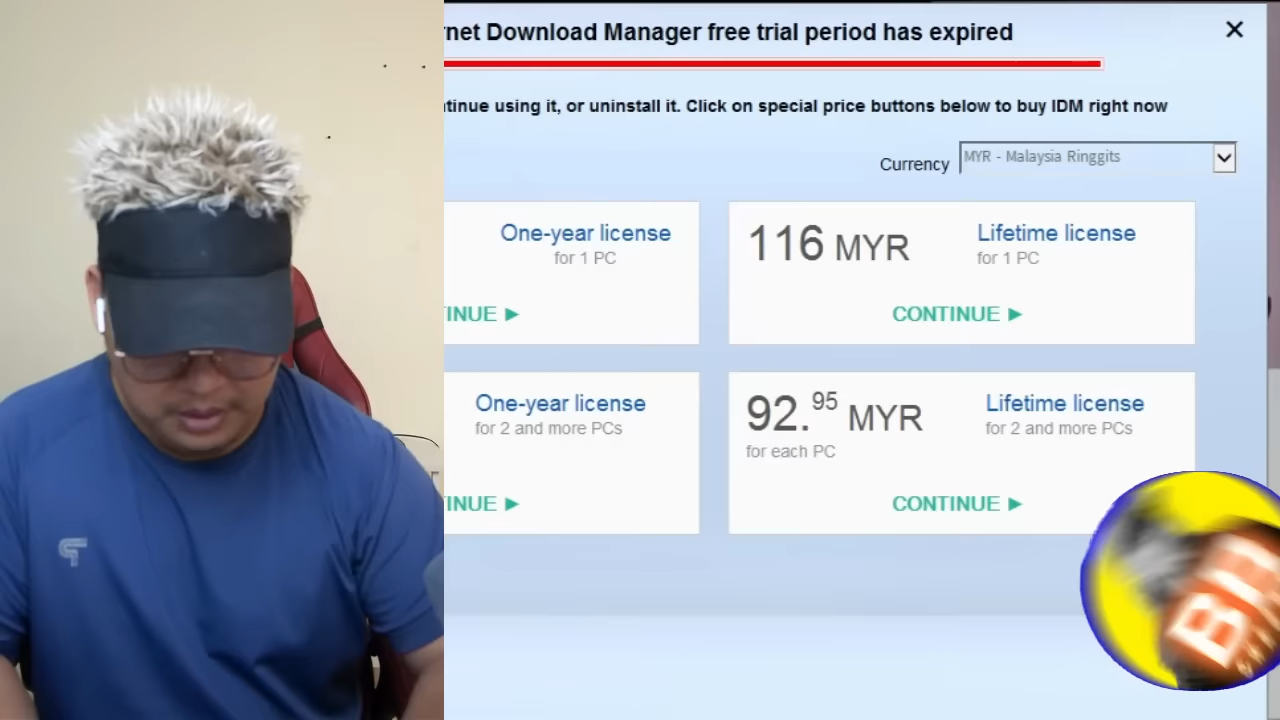 rnet Download Manager free trial period has expired
tinue using it, or uninstall it. Click on special price buttons below to buy IDM right now
Currency MYR - Malaysia Ringgits
One-year license
for 1 PC
TINUE ►
116 MYR
Lifetime license
for 1 PC
CONTINUE ►
One-year license
for 2 and more PCs
TINUE ►
92.95 MYR
for each PC
Lifetime license
for 2 and more PCs
CONTINUE ►